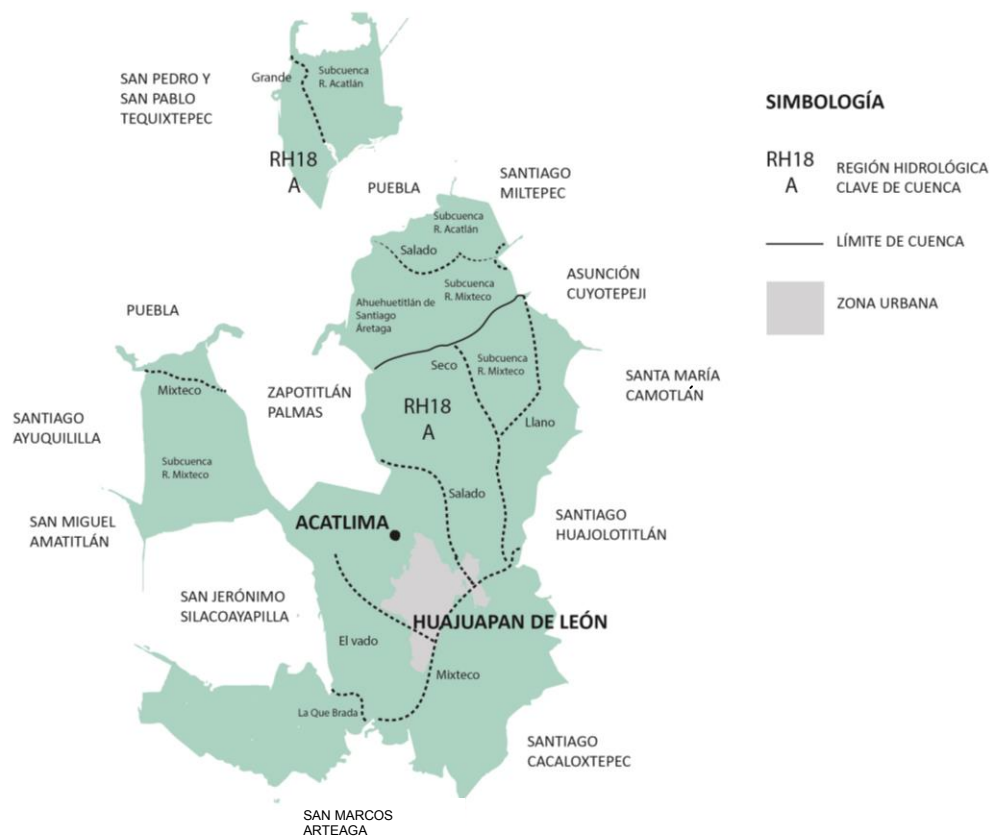 SAN PEDRO Y
SAN PABLO
TEQUIXTEPEC
Grande
Subcuenca
R. Acatlán
RH18
A
PUEBLA
SANTIAGO
MILTEPEC
Subcuenca
R. Acatlán
Salado
Subcuenca
R. Mixteco
Ahuehuetitlán de
Santiago
Áretaga
ASUNCIÓN
CUYOTEPEJI
PUEBLA
Mixteco
Subcuenca
R. Mixteco
SANTIAGO
AYUQUILILLA
SAN MIGUEL
AMATITLÁN
ZAPOTITLÁN
PALMAS
Seco
Subcuenca
R. Mixteco
RH18
A
Llano
SANTA MARÍA
CAMOTLÁN
Salado
ACATLIMA
SANTIAGO
HUAJOLOTITLÁN
SAN JERÓNIMO
SILACOAYAPILLA
HUAJUAPAN DE LEÓN
El vado
Mixteco
La Que Brada
SANTIAGO
CACALOXTEPEC
SAN MARCOS
ARTEAGA
SIMBOLOGÍA
RH18
A
REGIÓN HIDROLÓGICA
CLAVE DE CUENCA
LÍMITE DE CUENCA
ZONA URBANA